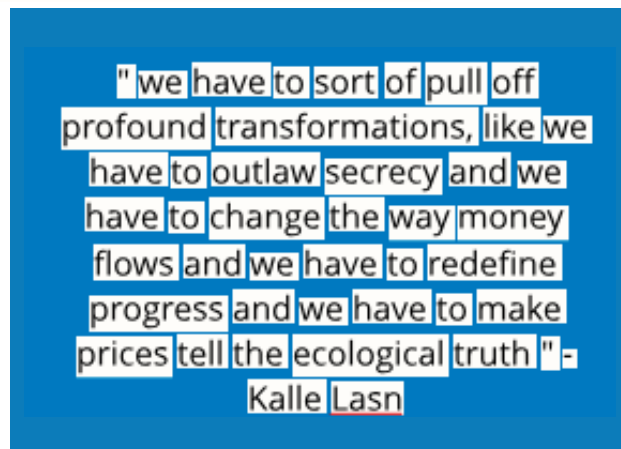 " we have to sort of pull off
profound transformations, like we
have to outlaw secrecy and we
have to change the way money
flows and we have to redefine
progress and we have to make
prices tell the ecological truth " -
Kalle Lasn